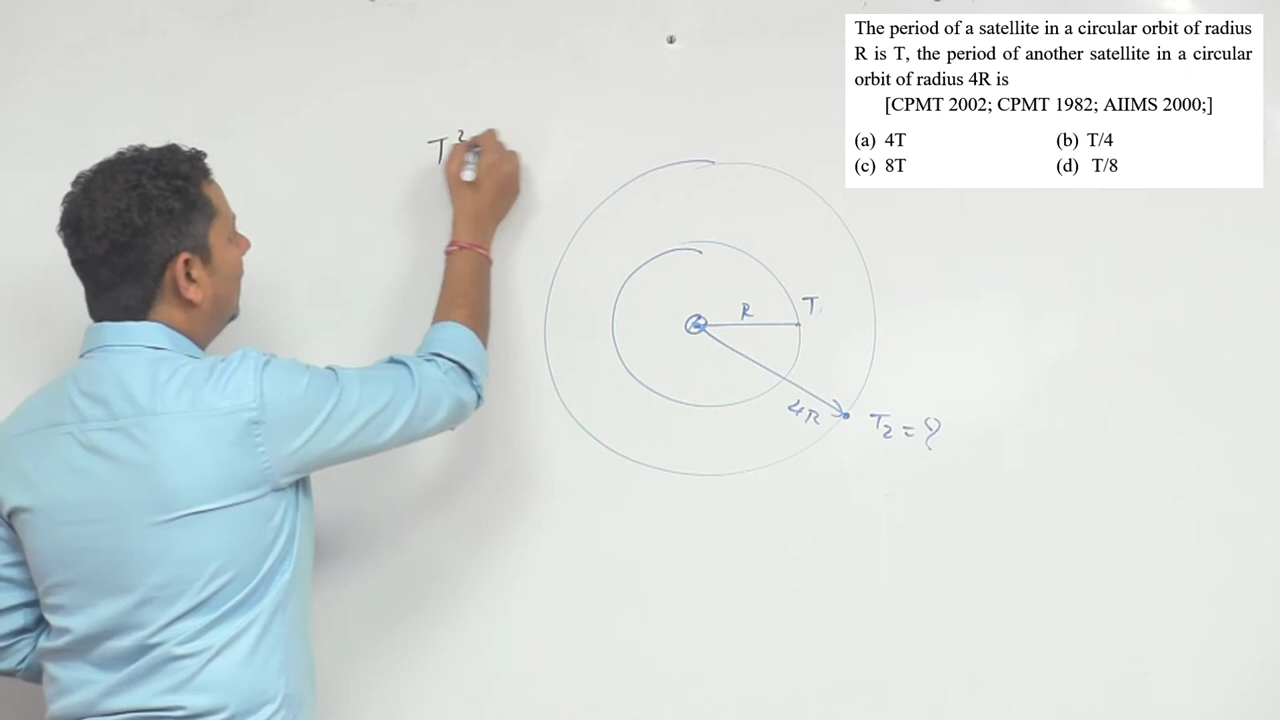 The period of a satellite in a circular orbit of radius
R is T, the period of another satellite in a circular
orbit of radius 4R is
[CPMT 2002; CPMT 1982; AIIMS 2000;]
(a) 4T (b) T/4
(c) 8T (d) T/8
T²
R
T₁
4R
T₂ = ?